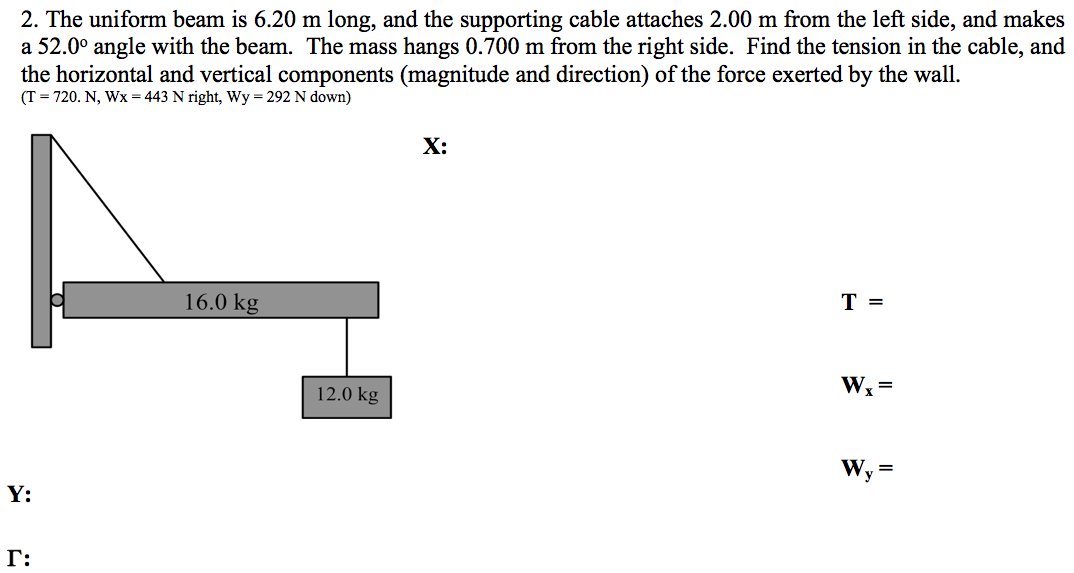 2. The uniform beam is 6.20 m long, and the supporting cable attaches 2.00 m from the left side, and makes
a 52.0º angle with the beam.  The mass hangs 0.700 m from the right side.  Find the tension in the cable, and
the horizontal and vertical components (magnitude and direction) of the force exerted by the wall.
(T = 720. N, Wx = 443 N right, Wy = 292 N down)
X:
16.0 kg
T =
12.0 kg
Wₓ =
Wy =
Y:
Γ: